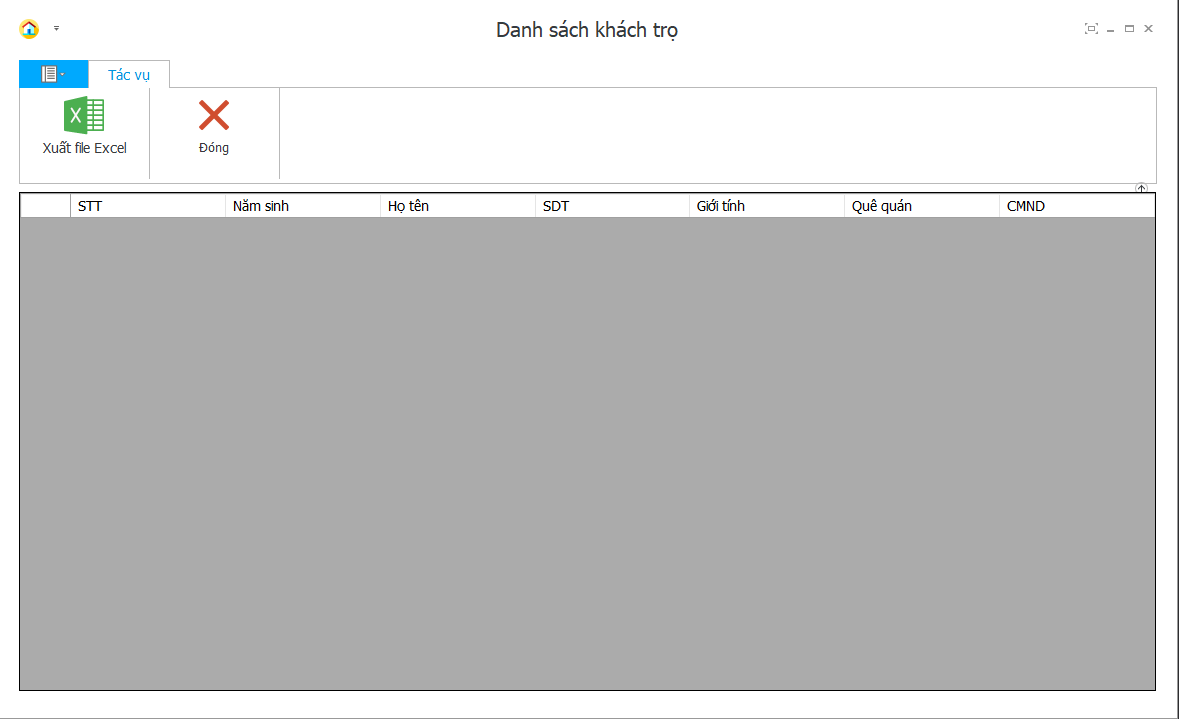 Danh sách khách trọ
Tác vụ
Xuất file Excel
Đóng
STT Năm sinh Họ tên SDT Giới tính Quê quán CMND